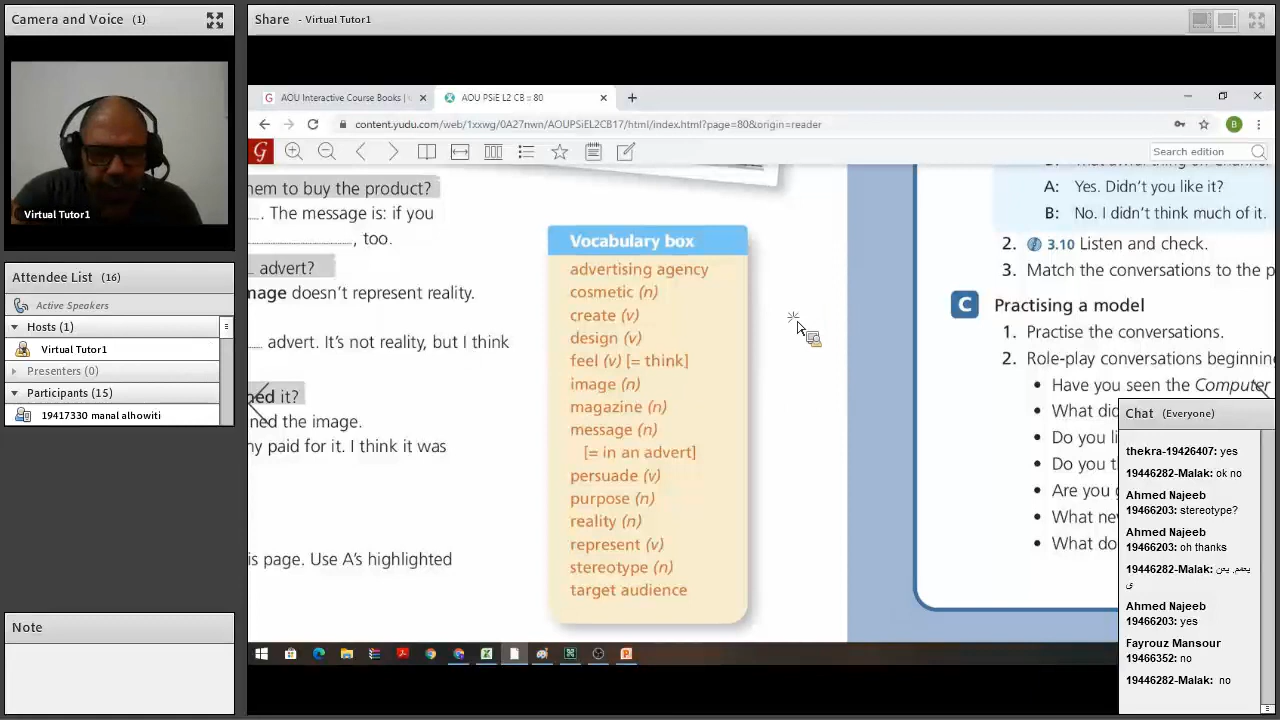 Camera and Voice (1)
Virtual Tutor1
Attendee List (16)
Active Speakers
Hosts (1)
Virtual Tutor1
Presenters (0)
Participants (15)
19417330 manal alhowiti
Note
Share - Virtual Tutor1
AOU Interactive Course Books |
AOU PSiE L2 CB = 80
content.yudu.com/web/1xxwg/0A27nwn/AOUPSiEL2CB17/html/index.html?page=80&origin=reader
B
g
Search edition
hem to buy the product?
. The message is: if you
, too.
advert?
mage doesn't represent reality.
advert. It's not reality, but I think
ned it?
ned the image.
ny paid for it. I think it was
is page. Use A's highlighted
Vocabulary box
advertising agency
cosmetic (n)
create (v)
design (v)
feel (v) [= think]
image (n)
magazine (n)
message (n)
[= in an advert]
persuade (v)
purpose (n)
reality (n)
represent (v)
stereotype (n)
target audience
A: Yes. Didn't you like it?
B: No. I didn't think much of it.
2. 3.10 Listen and check.
3. Match the conversations to the p
C Practising a model
1. Practise the conversations.
2. Role-play conversations beginning
• Have you seen the Computer
• What did
• Do you li
• Do you t
• Are you g
• What ne
• What do
Chat (Everyone)
thekra-19426407: yes
19446282-Malak: ok no
Ahmed Najeeb
19466203: stereotype?
Ahmed Najeeb
19466203: oh thanks
19446282-Malak: يعمم. يعن
ي
Ahmed Najeeb
19466203: yes
Fayrouz Mansour
19466352: no
19446282-Malak: no